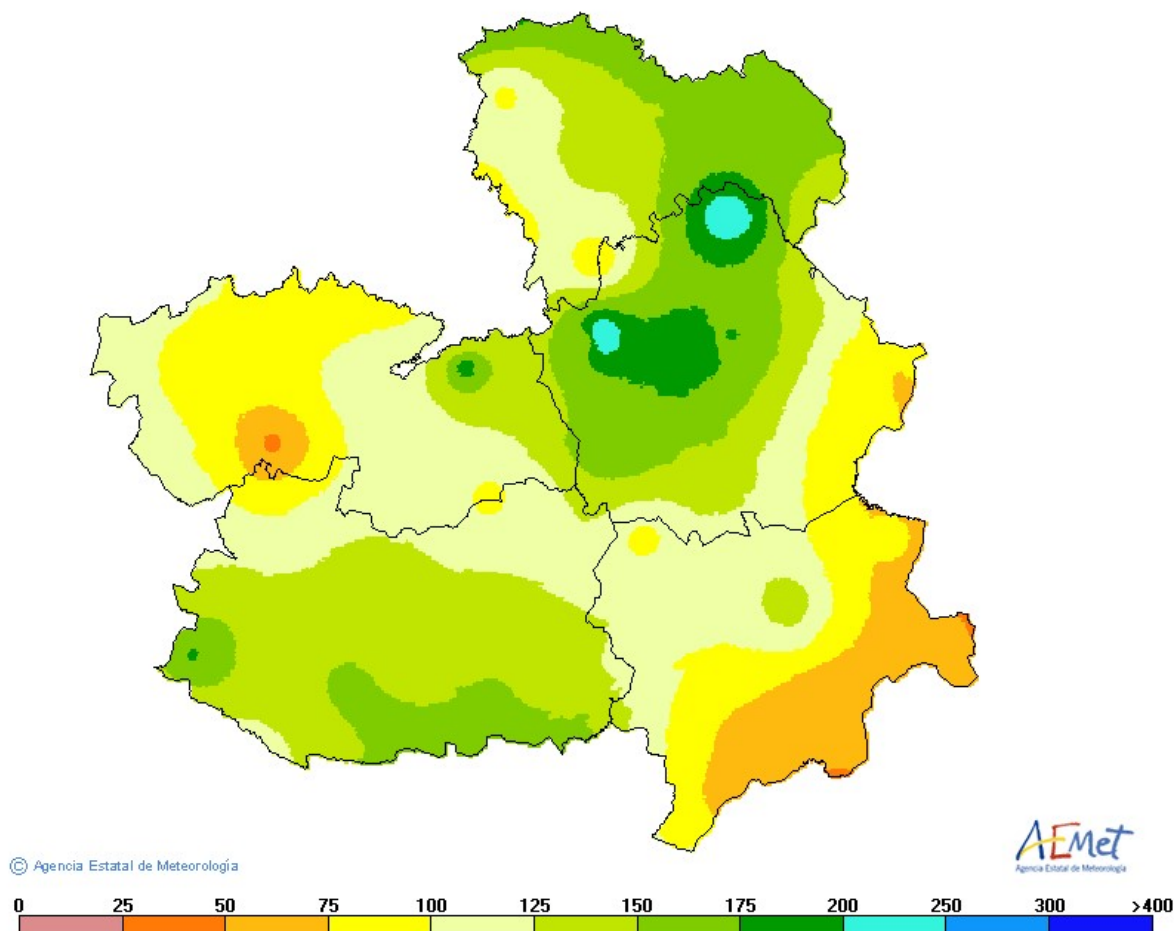 AEMet
Agencia Estatal de Meteorología
© Agencia Estatal de Meteorología
0 25 50 75 100 125 150 175 200 250 300 >400